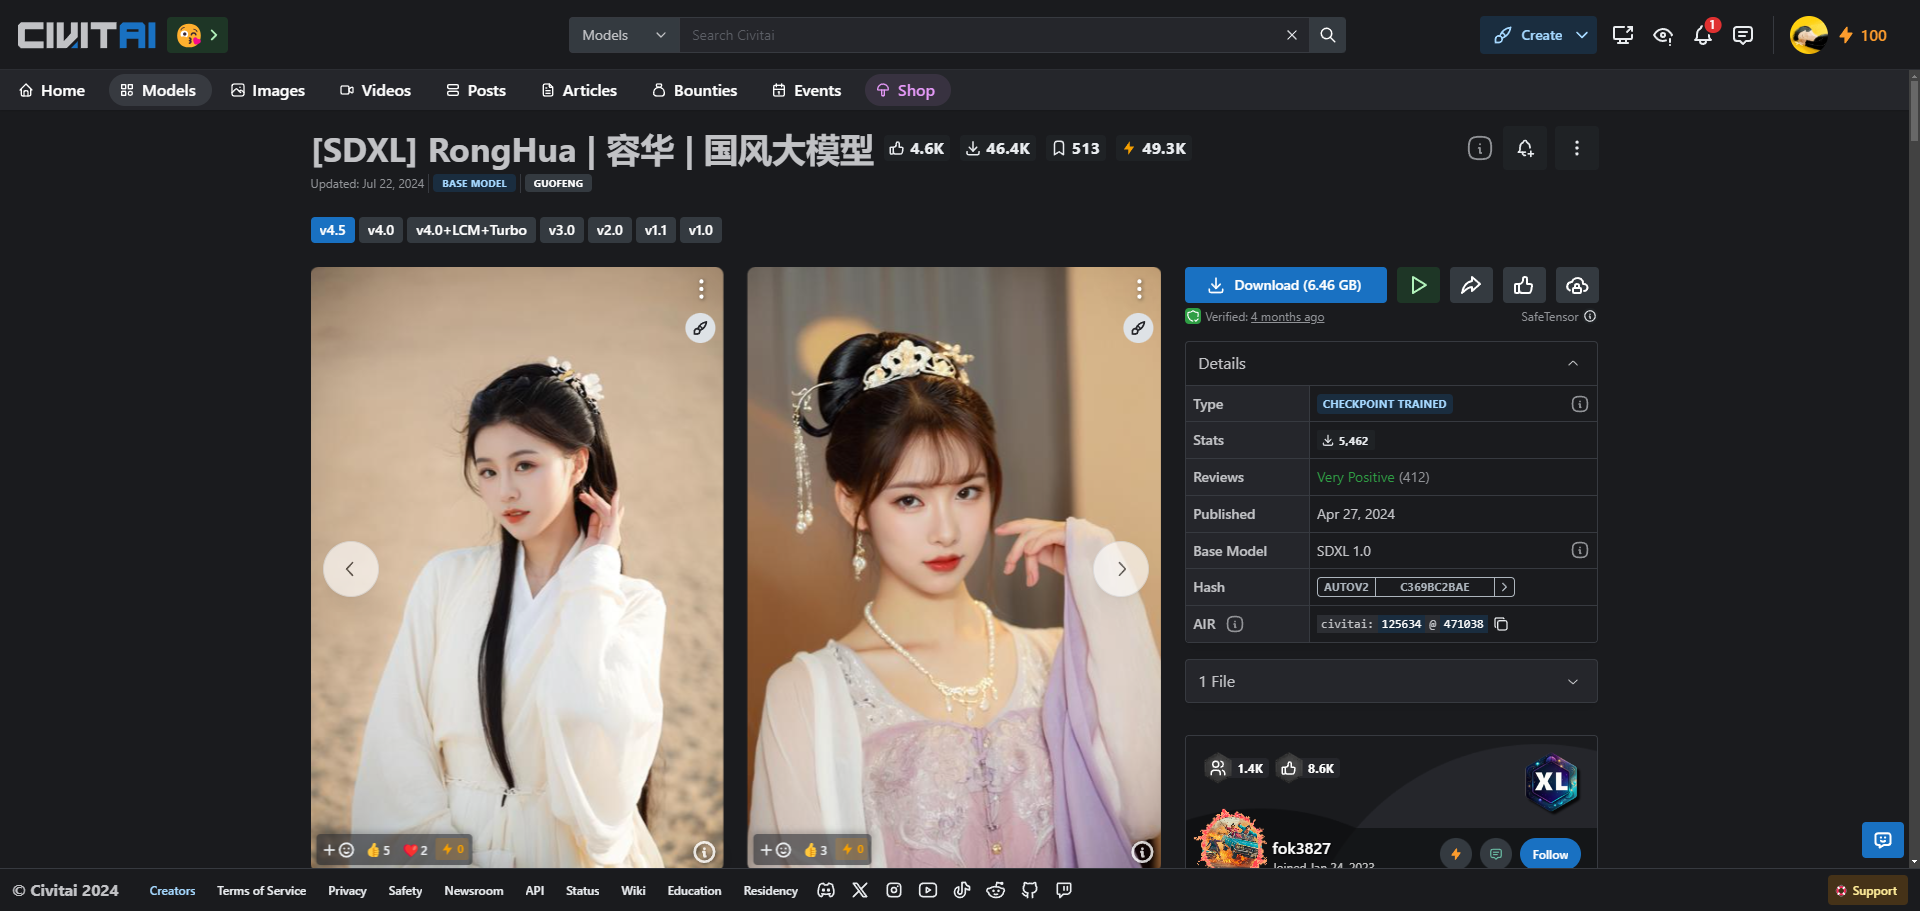 CIVITAI
Models
Search Civitai
Create
1
100
Home
Models
Images
Videos
Posts
Articles
Bounties
Events
Shop
[SDXL] RongHua | 容华 | 国风大模型
4.6K
46.4K
513
49.3K
Updated: Jul 22, 2024
BASE MODEL
GUOFENG
v4.5
v4.0
v4.0+LCM+Turbo
v3.0
v2.0
v1.1
v1.0
Download (6.46 GB)
Verified: 4 months ago
SafeTensor
Details
Type
CHECKPOINT TRAINED
Stats
5,462
Reviews
Very Positive (412)
Published
Apr 27, 2024
Base Model
SDXL 1.0
Hash
AUTOV2
C369BC2BAE
AIR
civitai: 125634 @ 471038
1 File
1.4K
8.6K
XL
fok3827
Joined Jan 24, 2023
Follow
5
2
0
3
0
© Civitai 2024
Creators
Terms of Service
Privacy
Safety
Newsroom
API
Status
Wiki
Education
Residency
Support